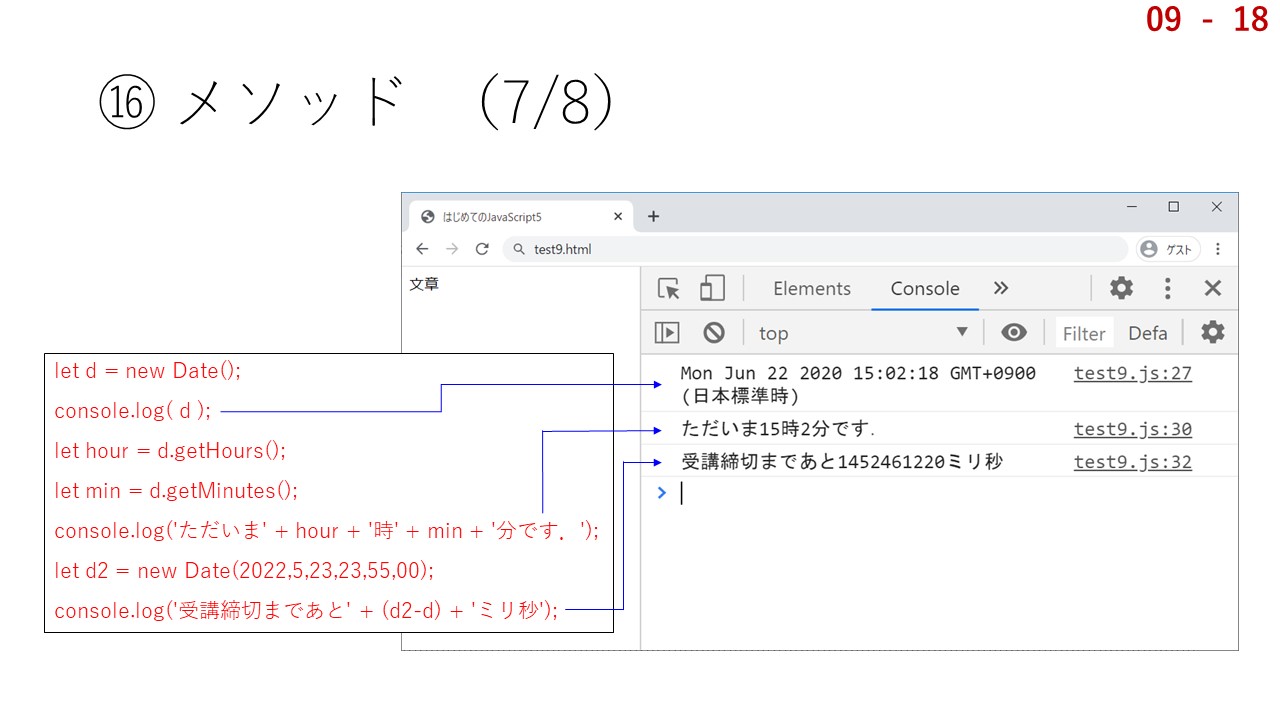 09 - 18
⑯ メソッド (7/8)
はじめてのJavaScript5
test9.html
ゲスト
文章
Elements Console
top Filter Defa
let d = new Date();
console.log( d );
let hour = d.getHours();
let min = d.getMinutes();
console.log('ただいま' + hour + '時' + min + '分です．');
let d2 = new Date(2022,5,23,23,55,00);
console.log('受講締切まであと' + (d2-d) + 'ミリ秒');
Mon Jun 22 2020 15:02:18 GMT+0900 test9.js:27
(日本標準時)
ただいま15時2分です． test9.js:30
受講締切まであと1452461220ミリ秒 test9.js:32